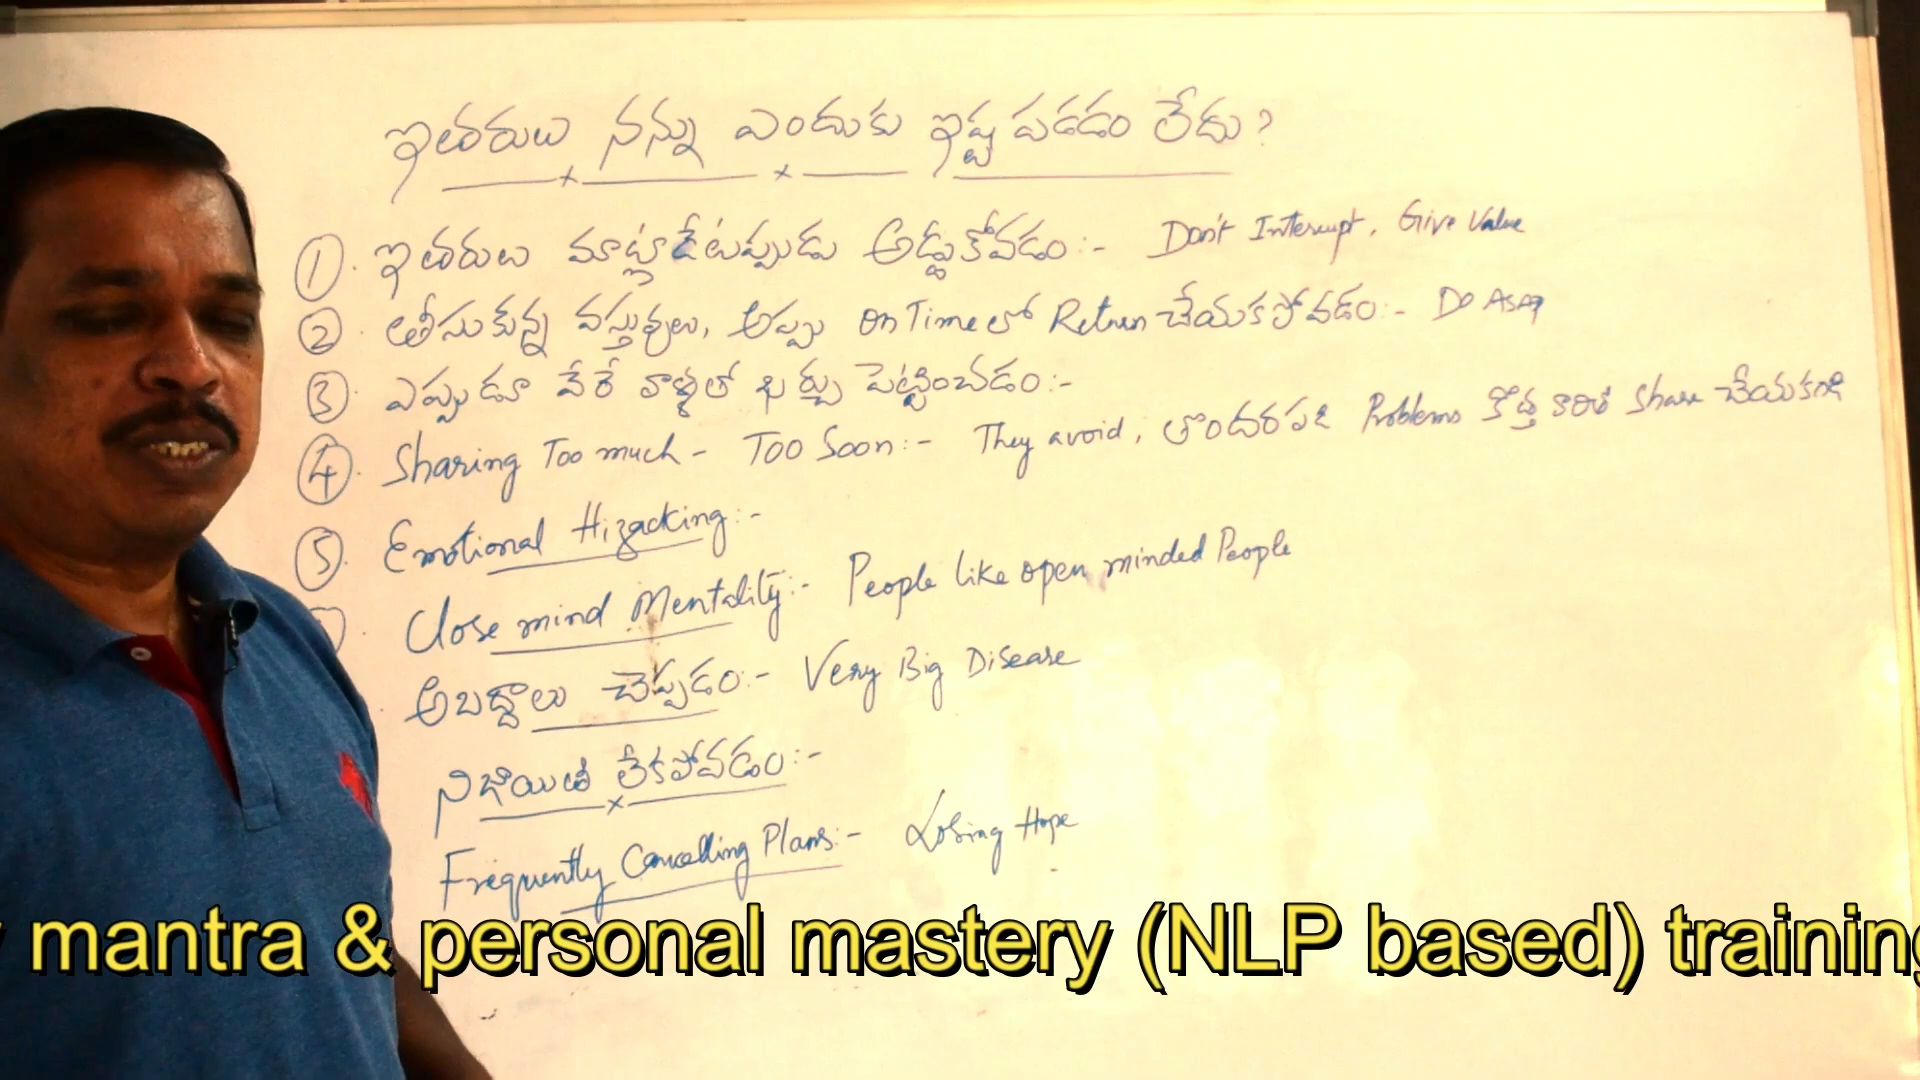 ఇతరులు నన్ను ఎందుకు ఇష్ట పడడం లేదు?
① ఇతరులు మాట్లాడేటప్పుడు అడ్డుకోవడం:- Don't Interrupt, Give Value
② తీసుకున్న వస్తువులు, అప్పు on Time లో Return చేయకపోవడం:- Do ASAP
③ ఎప్పుడూ వేరే వాళ్ళతో ఖర్చు పెట్టించడం:-
④ Sharing Too much - Too Soon:- They avoid, తొందరపడి Problems కొత్త వారితో Share చేయకండి
⑤ Emotional Hizacking:-
Close mind Mentality:- People like open minded People
అబద్దాలు చెప్పడం:- Very Big Disease
నిజాయితీ లేకపోవడం:-
Frequently Cancelling Plans:- Losing Hope
mantra & personal mastery (NLP based) training